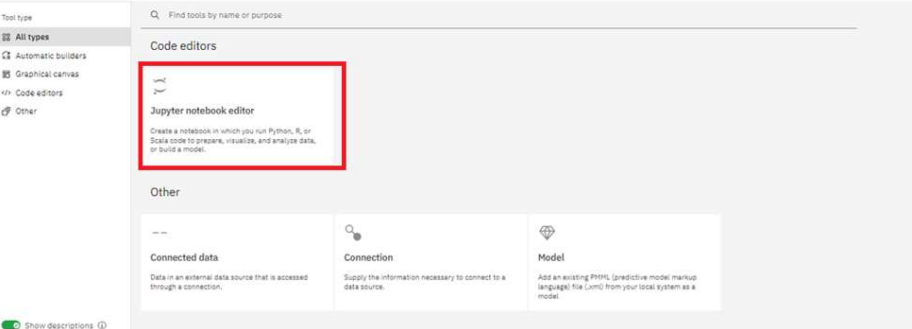 Tool type
All types
Automatic builders
Graphical canvas
Code editors
Other
Show descriptions
Find tools by name or purpose
Code editors
Jupyter notebook editor
Create a notebook in which you run Python, R, or
Scala code to prepare, visualize, and analyze data,
or build a model.
Other
Connected data
Data in an external data source that is accessed
through a connection.
Connection
Supply the information necessary to connect to a
data source.
Model
Add an existing PMML (predictive model markup
language) file (.xml) from your local system as a
model.